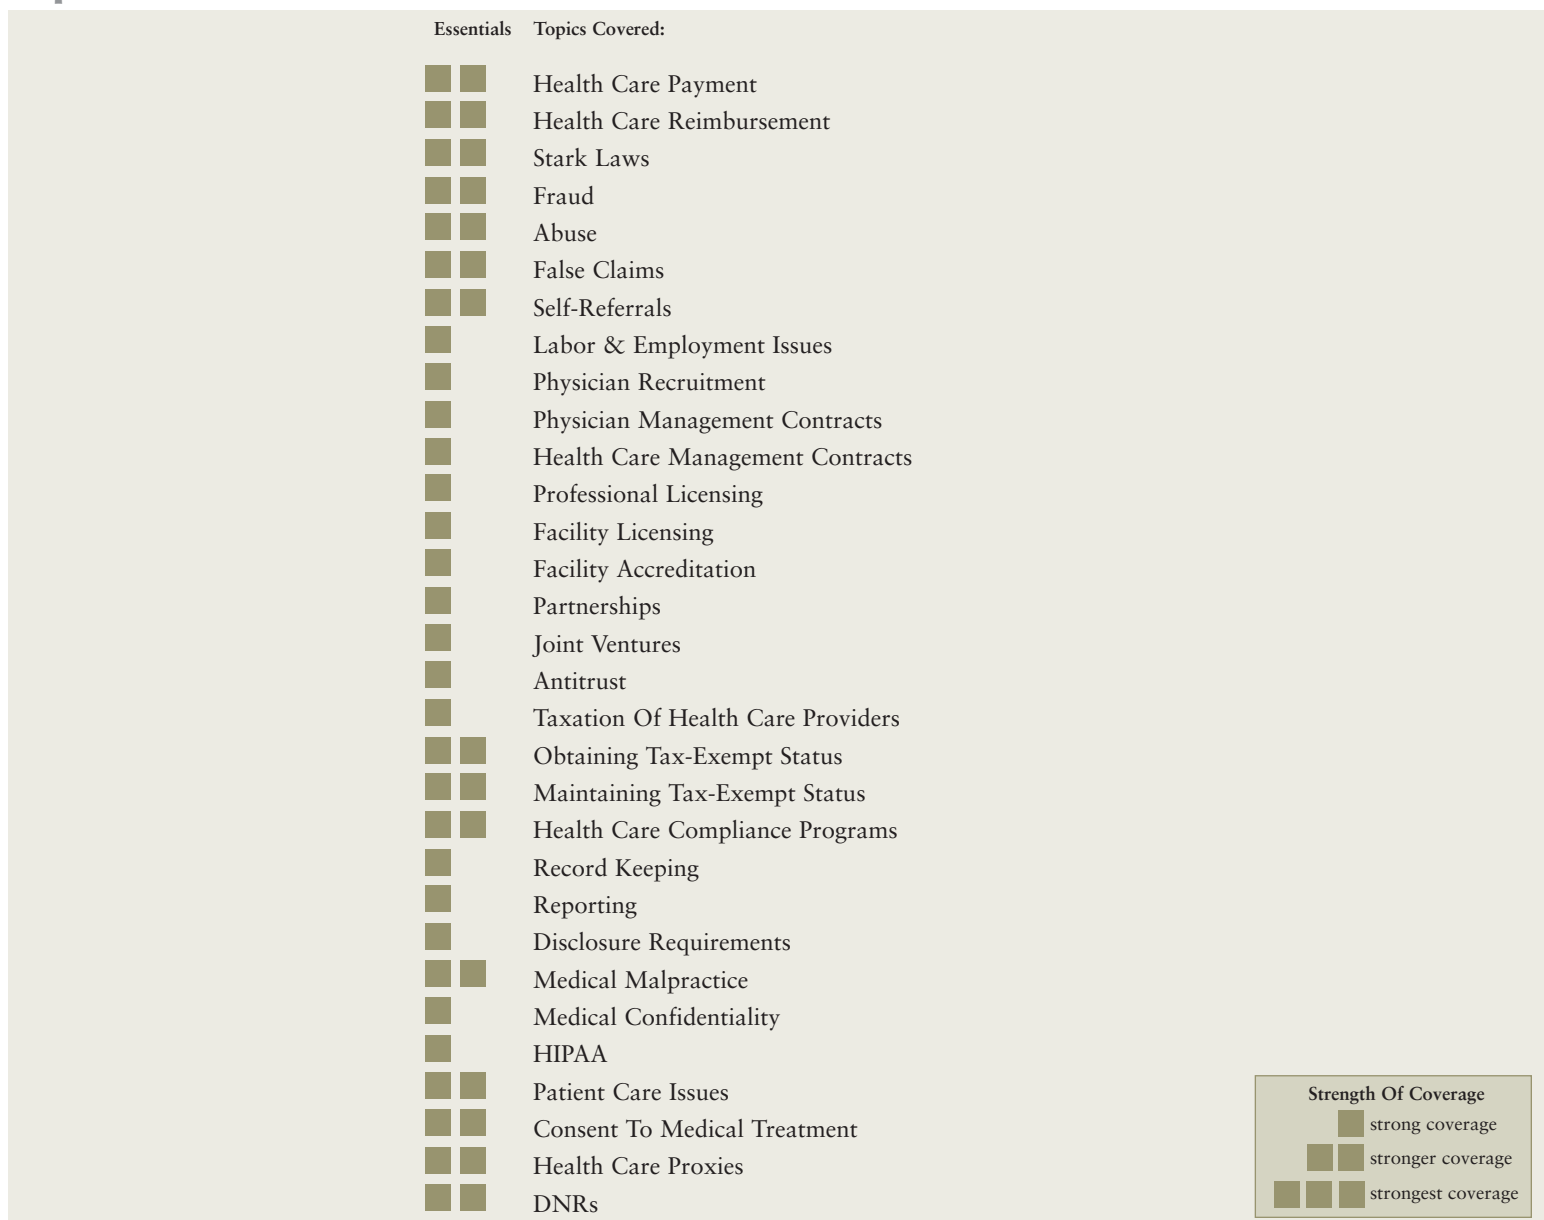 Essentials Topics Covered:
Health Care Payment
Health Care Reimbursement
Stark Laws
Fraud
Abuse
False Claims
Self-Referrals
Labor & Employment Issues
Physician Recruitment
Physician Management Contracts
Health Care Management Contracts
Professional Licensing
Facility Licensing
Facility Accreditation
Partnerships
Joint Ventures
Antitrust
Taxation Of Health Care Providers
Obtaining Tax-Exempt Status
Maintaining Tax-Exempt Status
Health Care Compliance Programs
Record Keeping
Reporting
Disclosure Requirements
Medical Malpractice
Medical Confidentiality
HIPAA
Patient Care Issues
Consent To Medical Treatment
Health Care Proxies
DNRs
Strength Of Coverage
strong coverage
stronger coverage
strongest coverage